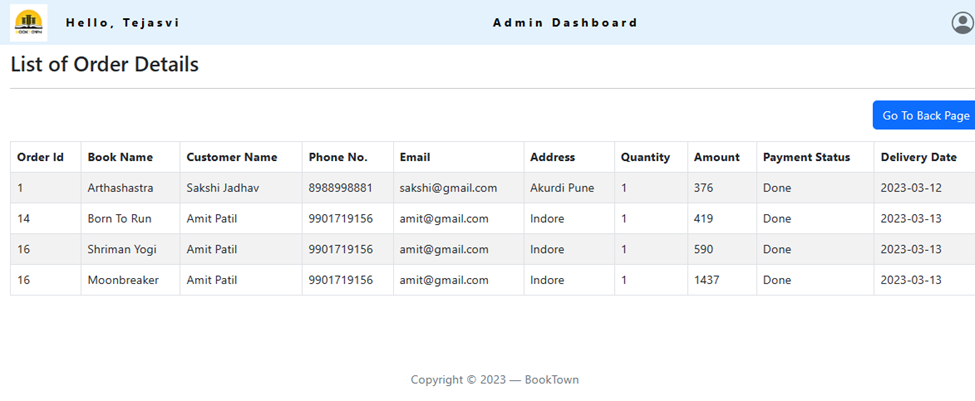 BOOK TOWN
Hello, Tejasvi Admin Dashboard
List of Order Details
Go To Back Page
Order Id Book Name Customer Name Phone No. Email Address Quantity Amount Payment Status Delivery Date
1 Arthashastra Sakshi Jadhav 8988998881 sakshi@gmail.com Akurdi Pune 1 376 Done 2023-03-12
14 Born To Run Amit Patil 9901719156 amit@gmail.com Indore 1 419 Done 2023-03-13
16 Shriman Yogi Amit Patil 9901719156 amit@gmail.com Indore 1 590 Done 2023-03-13
16 Moonbreaker Amit Patil 9901719156 amit@gmail.com Indore 1 1437 Done 2023-03-13
Copyright © 2023 — BookTown